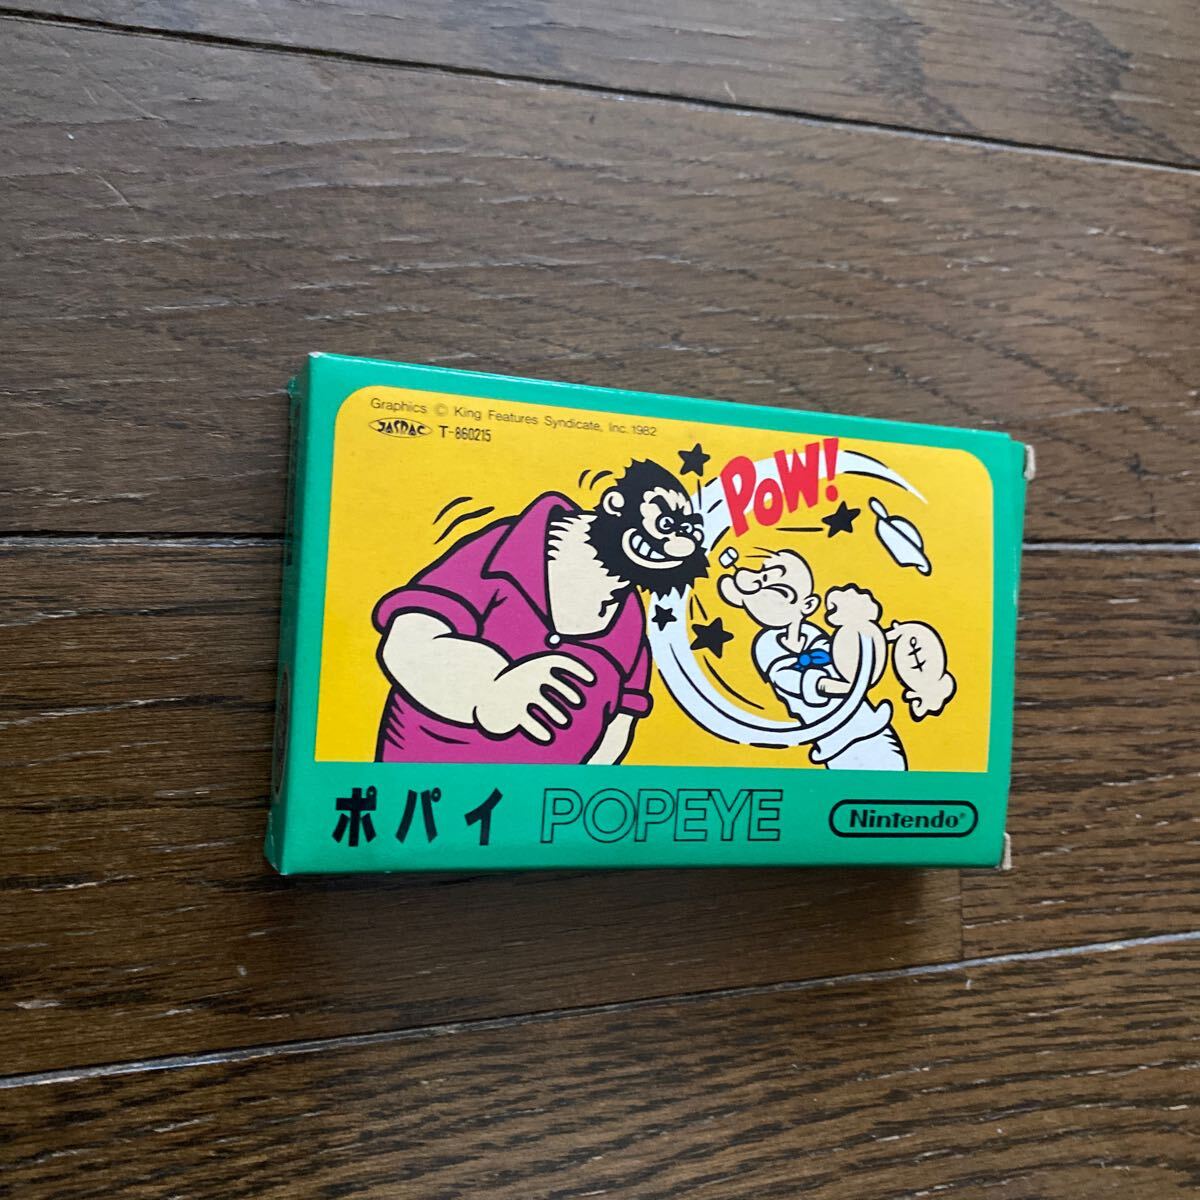 Graphics © King Features Syndicate, Inc. 1982
JASRAC T-860215
POW!
ポパイ POPEYE Nintendo®